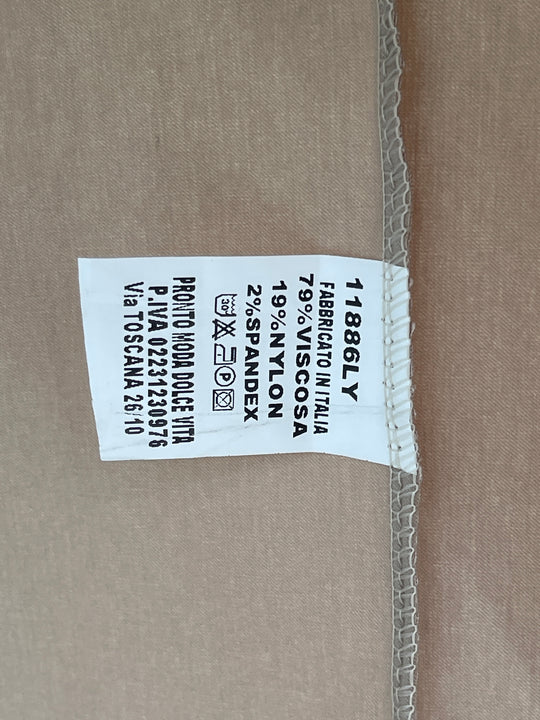 11886LY
FABBRICATO IN ITALIA
79%VISCOSA
19%NYLON
2%SPANDEX
30° P
PRONTO MODA DOLCE VITA
P.IVA 02231230976
Via TOSCANA 26/10